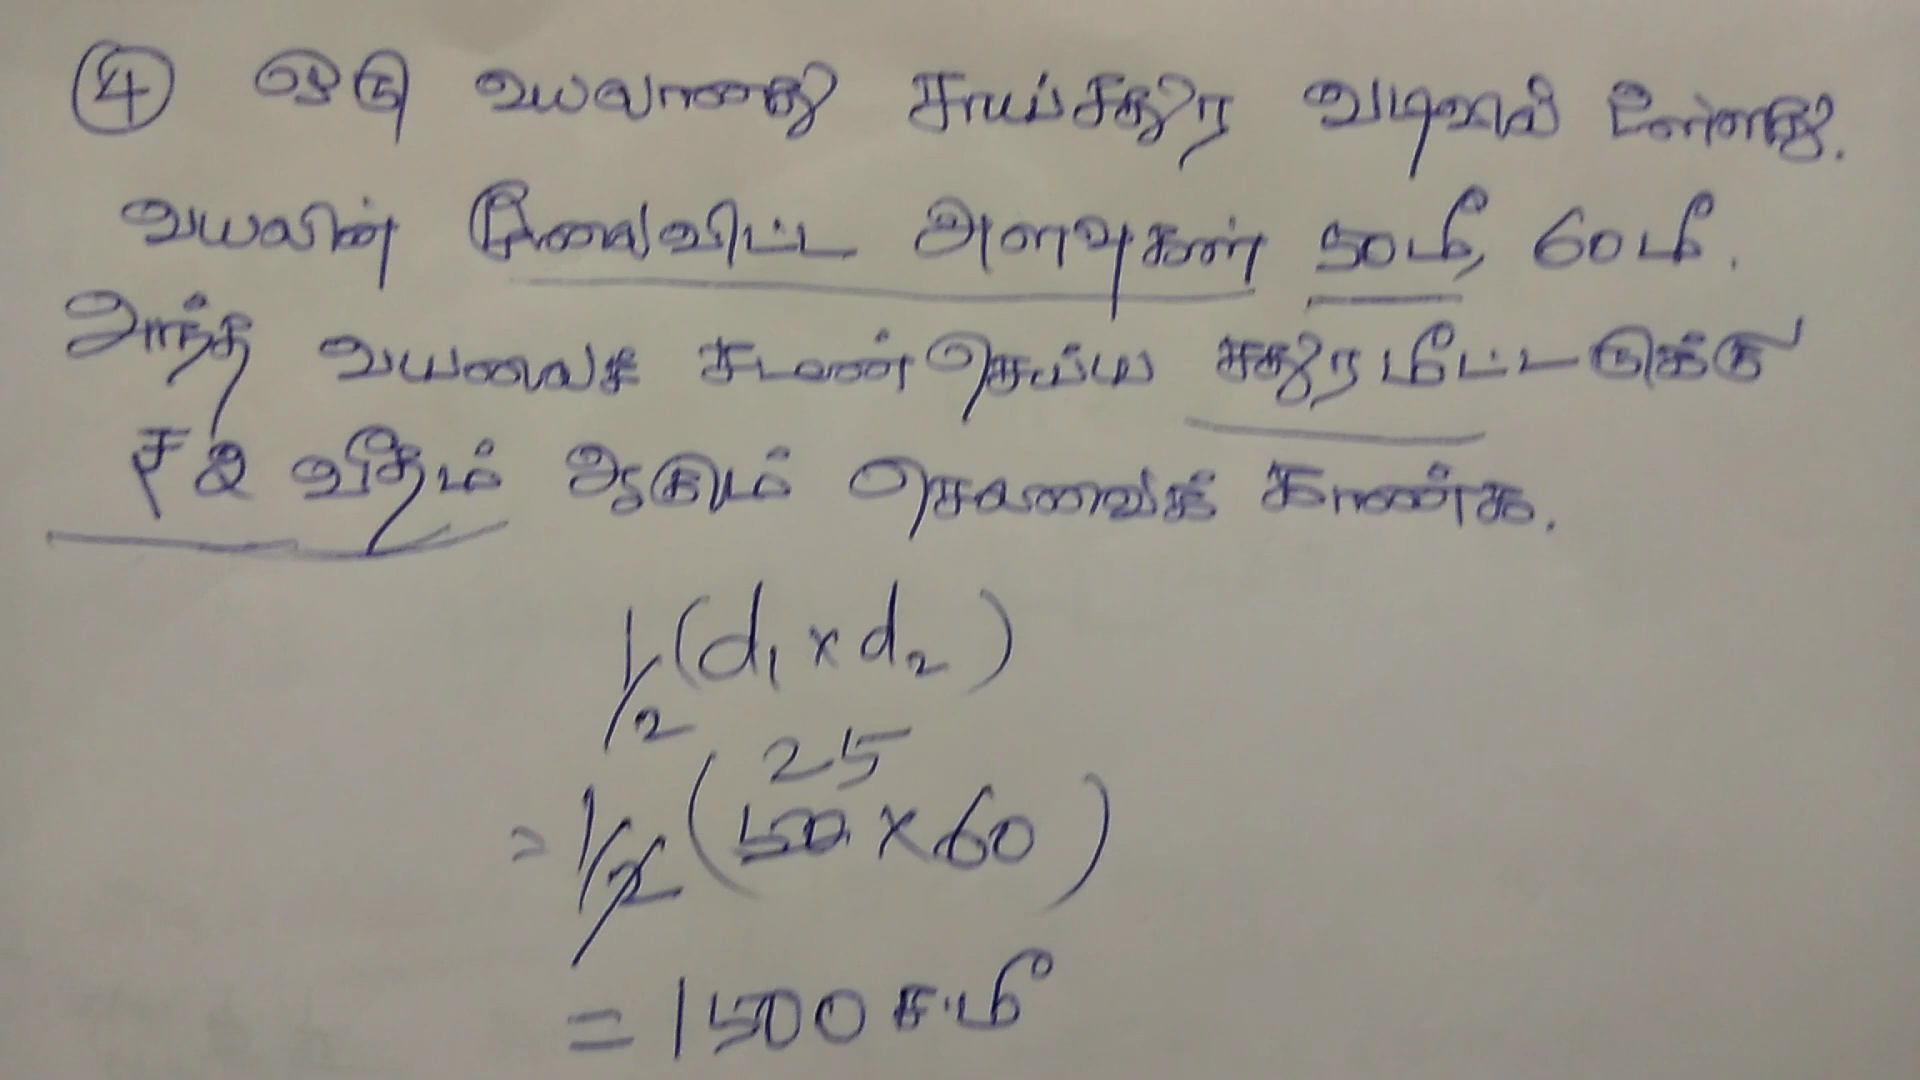 ④ ஒரு வயலானது சாய்சதுர வடிவில் உள்ளது.
வயலின் மூலைவிட்ட அளவுகள் 50மீ, 60மீ.
அந்த வயலைச் சமன் செய்ய சதுர மீட்டருக்கு
₹ 2 வீதம் ஆகும் செலவைக் காண்க.
1/2 (d₁ x d₂)
25
= 1/2 (50 x 60)
= 1500 ச.மீ